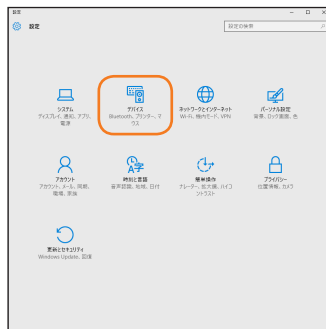 設定
設定
設定の検索
システム
ディスプレイ、通知、アプリ、
電源
デバイス
Bluetooth、プリンター、マ
ウス
ネットワークとインターネット
Wi-Fi、機内モード、VPN
パーソナル設定
背景、ロック画面、色
アカウント
アカウント、メール、同期、
職場、家族
時刻と言語
音声認識、地域、日付
簡単操作
ナレーター、拡大鏡、ハイコ
ントラスト
プライバシー
位置情報、カメラ
更新とセキュリティ
Windows Update、回復